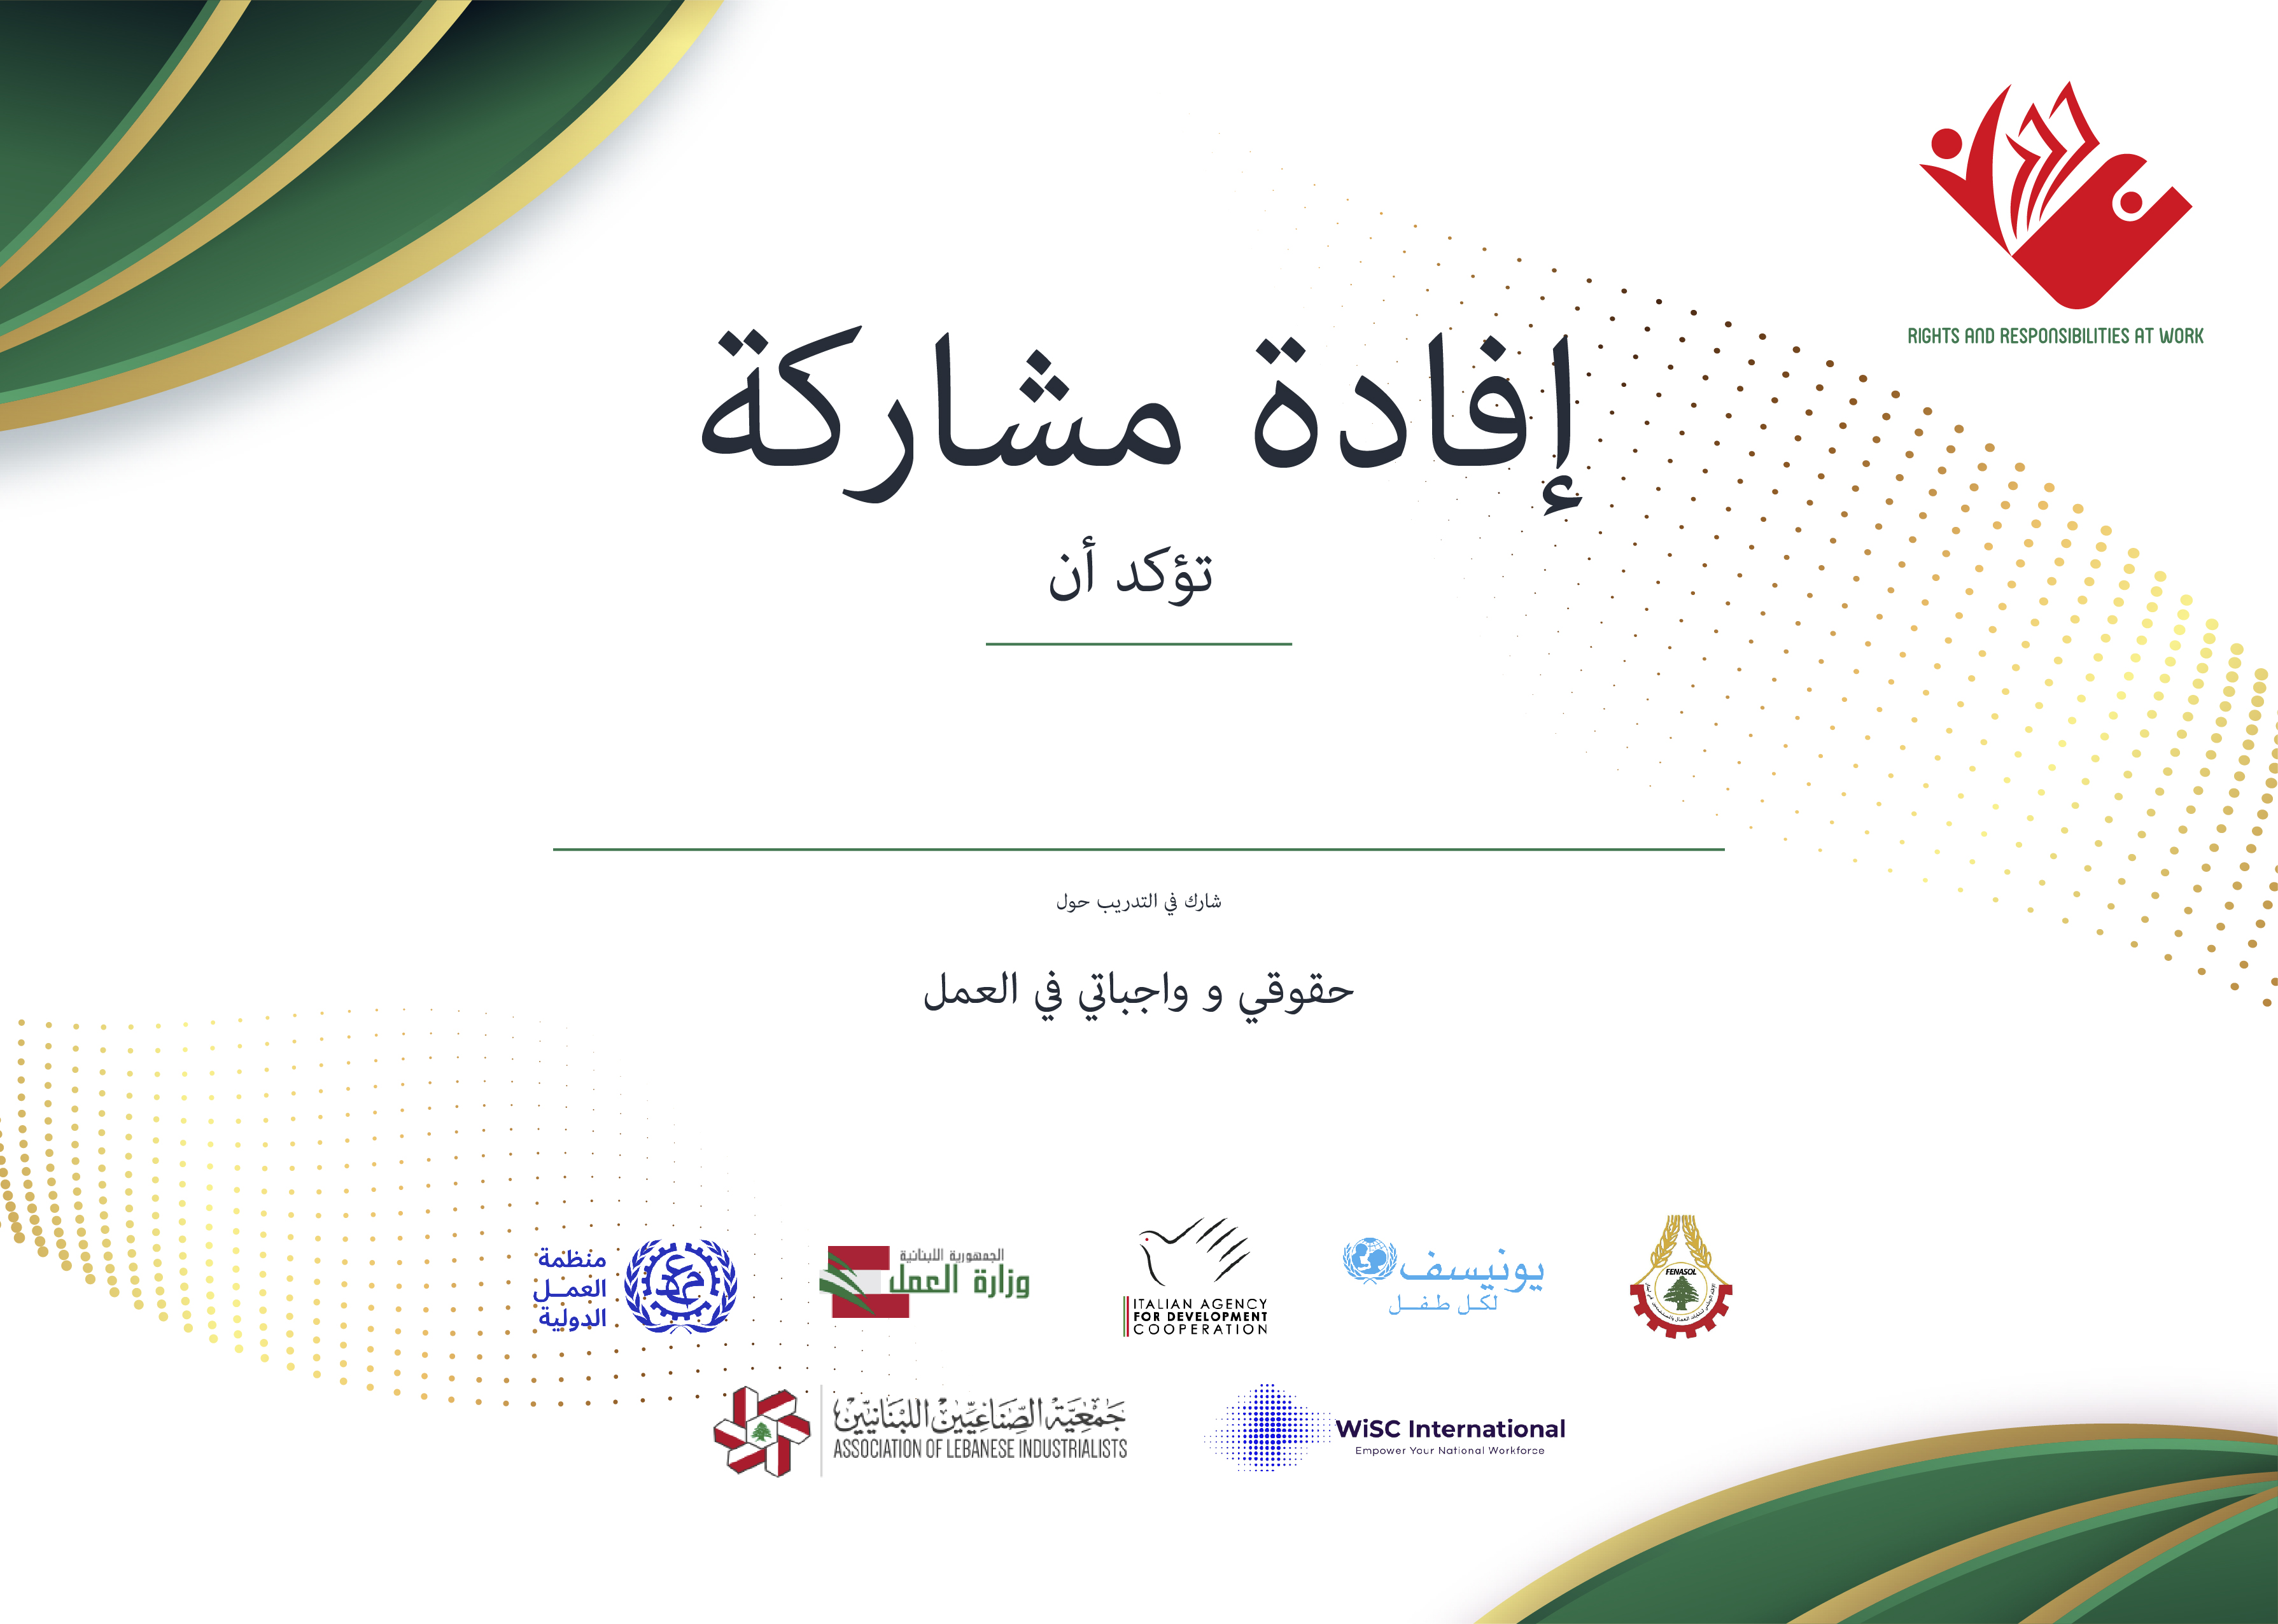 RIGHTS AND RESPONSIBILITIES AT WORK
إفادة مشاركة
تؤكد أن
شارك في التدريب حول
حقوقي و واجباتي في العمل
منظمة
العمل
الدولية
الجمهورية اللبنانية
وزارة العمل
ITALIAN AGENCY
FOR DEVELOPMENT
COOPERATION
يونيسف
لكل طفل
FENASOL
جمعية الصناعيين اللبنانيين
ASSOCIATION OF LEBANESE INDUSTRIALISTS
WiSC International
Empower Your National Workforce